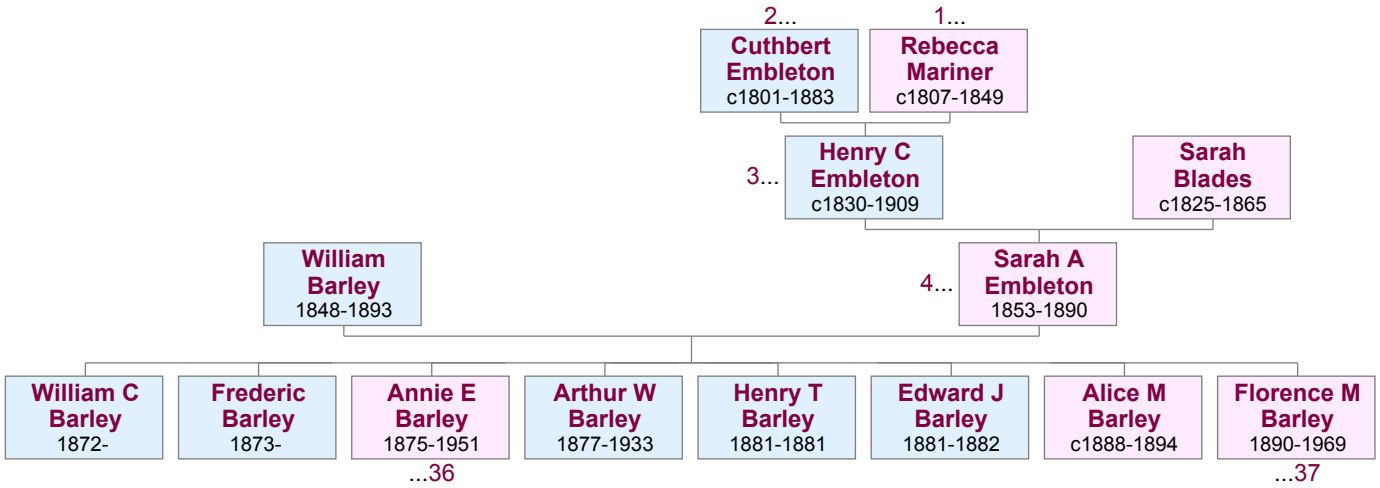 2...
1...
Cuthbert
Embleton
c1801-1883
Rebecca
Mariner
c1807-1849
3...
Henry C
Embleton
c1830-1909
Sarah
Blades
c1825-1865
William
Barley
1848-1893
4...
Sarah A
Embleton
1853-1890
William C
Barley
1872-
Frederic
Barley
1873-
Annie E
Barley
1875-1951
Arthur W
Barley
1877-1933
Henry T
Barley
1881-1881
Edward J
Barley
1881-1882
Alice M
Barley
c1888-1894
Florence M
Barley
1890-1969
...36
...37